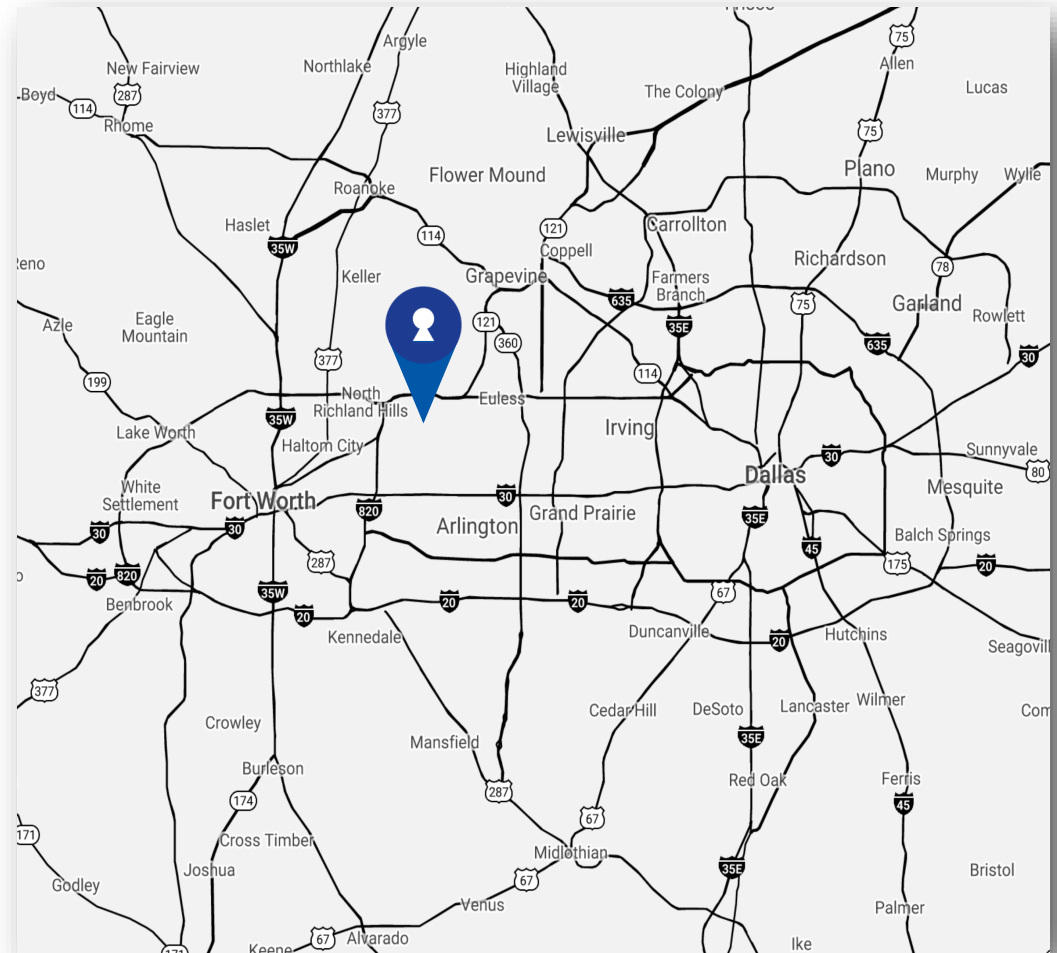 Argyle
75
New Fairview
Northlake
Highland
Village
Allen
Boyd
114
287
377
The Colony
Lucas
Rhome
Lewisville
75
Flower Mound
Plano
Murphy
Wylie
Roanoke
Haslet
35W
114
121
Carrollton
Coppell
Richardson
Keller
Grapevine
Farmers
Branch
78
635
75
Garland
Azle
Eagle
Mountain
121
360
35E
Rowlett
635
30
377
114
199
North
Richland Hills
Euless
35W
Lake Worth
Haltom City
Irving
30
Sunnyvale
80
White
Settlement
Fort Worth
30
Dallas
Mesquite
820
Arlington
Grand Prairie
35E
30
30
Balch Springs
45
287
175
20
20
820
35W
67
Benbrook
20
20
20
Kennedale
Duncanville
20
Hutchins
377
Crowley
Cedar Hill
DeSoto
Lancaster
Wilmer
Mansfield
35E
Burleson
Red Oak
Ferris
174
287
45
171
Cross Timber
67
Midlothian
Joshua
35E
Bristol
Godley
67
Venus
Palmer
67
Alvarado
Ike
Keene
171